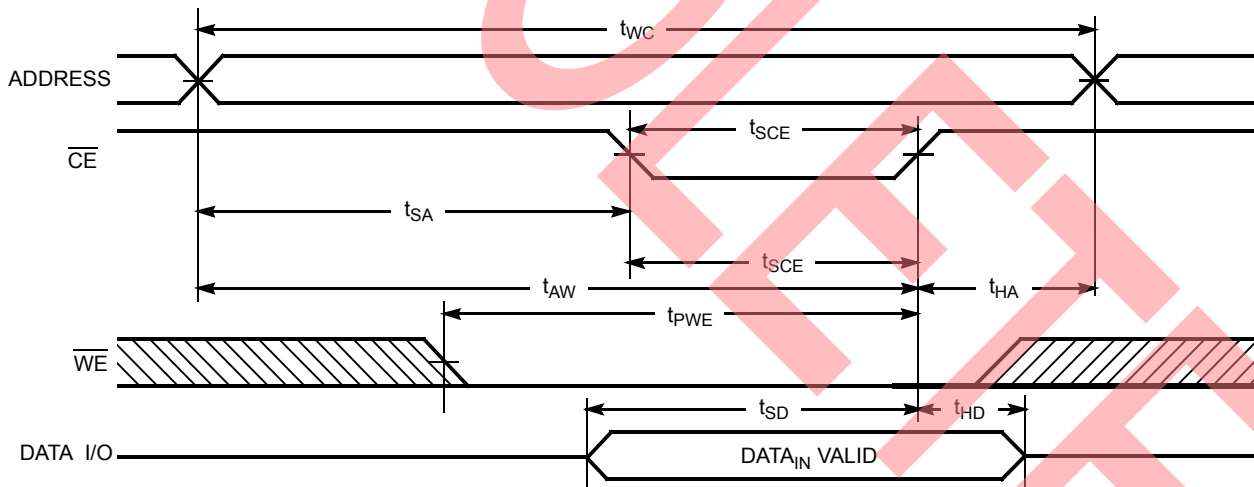 tWC
ADDRESS
tSCE
CE
tSA
tSCE
tAW
tHA
tPWE
WE
tSD
tHD
DATA I/O
DATAIN VALID